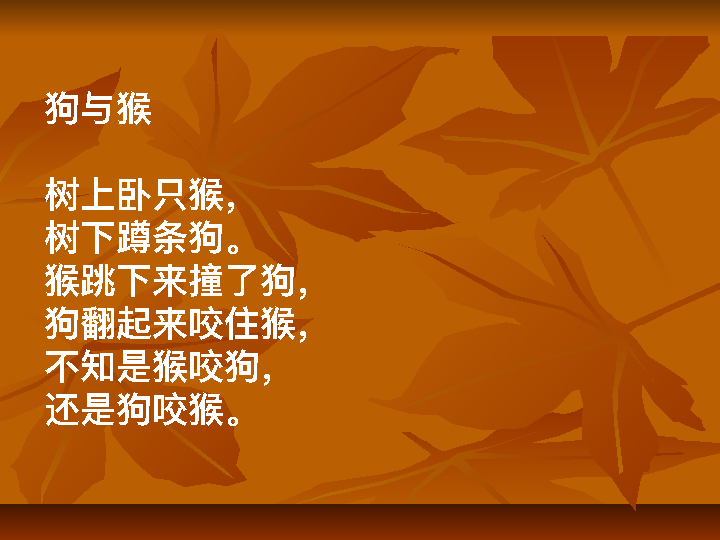 狗与猴
树上卧只猴，
树下蹲条狗。
猴跳下来撞了狗，
狗翻起来咬住猴，
不知是猴咬狗，
还是狗咬猴。